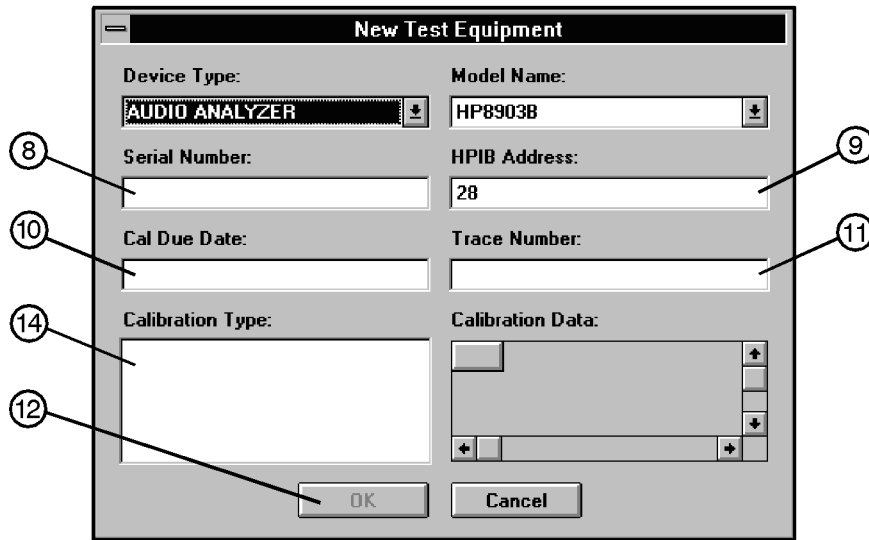 New Test Equipment
Device Type: Model Name:
AUDIO ANALYZER HP8903B
8 Serial Number: HPIB Address: 9
28
10 Cal Due Date: Trace Number: 11
14 Calibration Type: Calibration Data:
12
OK Cancel